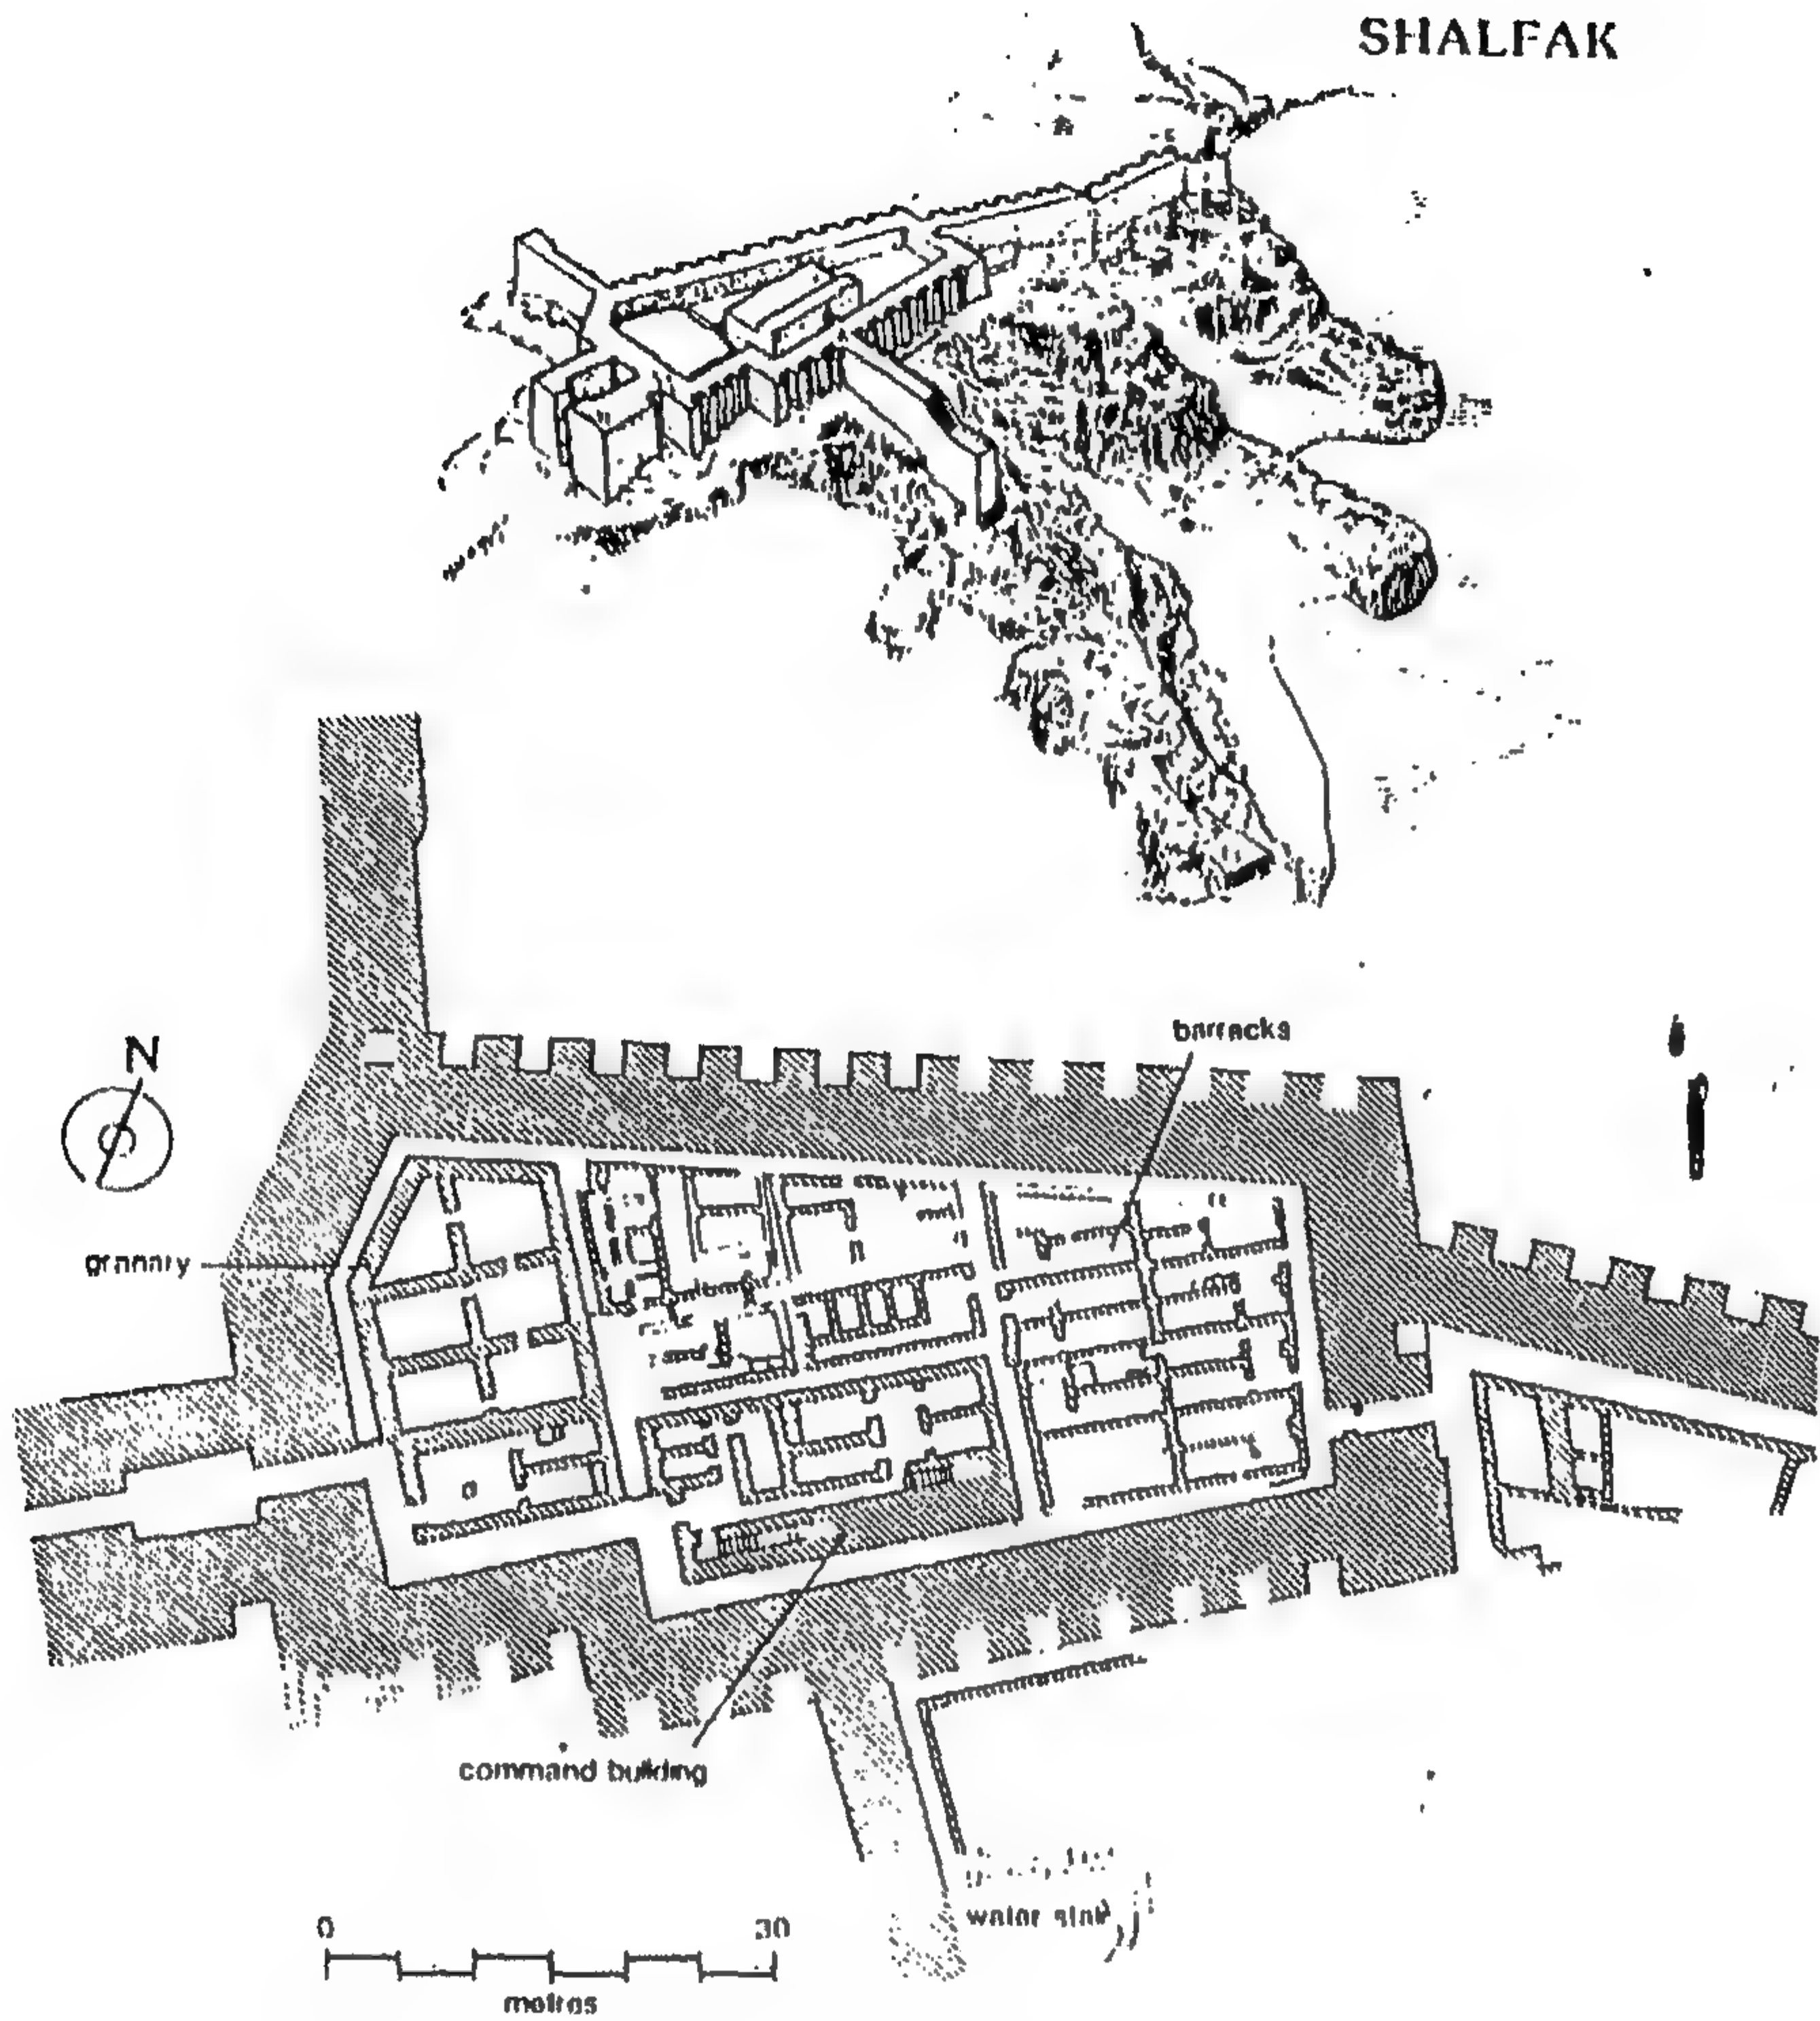 SHALFAK
N
barracks
granary
command building
water stair
0 30
metres